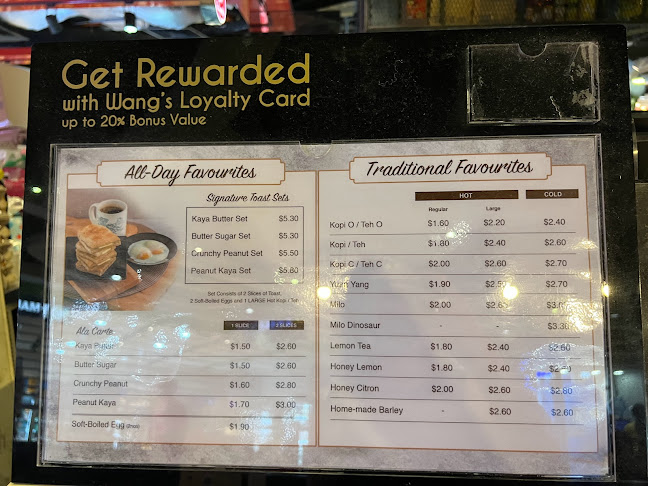 Get Rewarded
with Wang's Loyalty Card
up to 20% Bonus Value
All-Day Favourites
Signature Toast Sets
Kaya Butter Set $5.30
Butter Sugar Set $5.30
Crunchy Peanut Set $5.50
Peanut Kaya Set $5.60
Set Consists of 2 Slices of Toast,
2 Soft-Boiled Eggs and 1 LARGE Hot Kopi / Teh
Ala Carte
1 SLICE 2 SLICES
Kaya Butter $1.50 $2.60
Butter Sugar $1.50 $2.60
Crunchy Peanut $1.60 $2.80
Peanut Kaya $1.70 $3.00
Soft-Boiled Egg $1.90
Traditional Favourites
HOT COLD
Regular Large
Kopi O / Teh O $1.60 $2.20 $2.40
Kopi / Teh $1.80 $2.40 $2.60
Kopi C / Teh C $2.00 $2.60 $2.70
Yuan Yang $1.90 $2.70
Milo $2.00
Milo Dinosaur - - $3.30
Lemon Tea $1.80 $2.40 $2.60
Honey Lemon $1.80 $2.40
Honey Citron $2.00 $2.60 $2.80
Home-made Barley - $2.60 $2.60